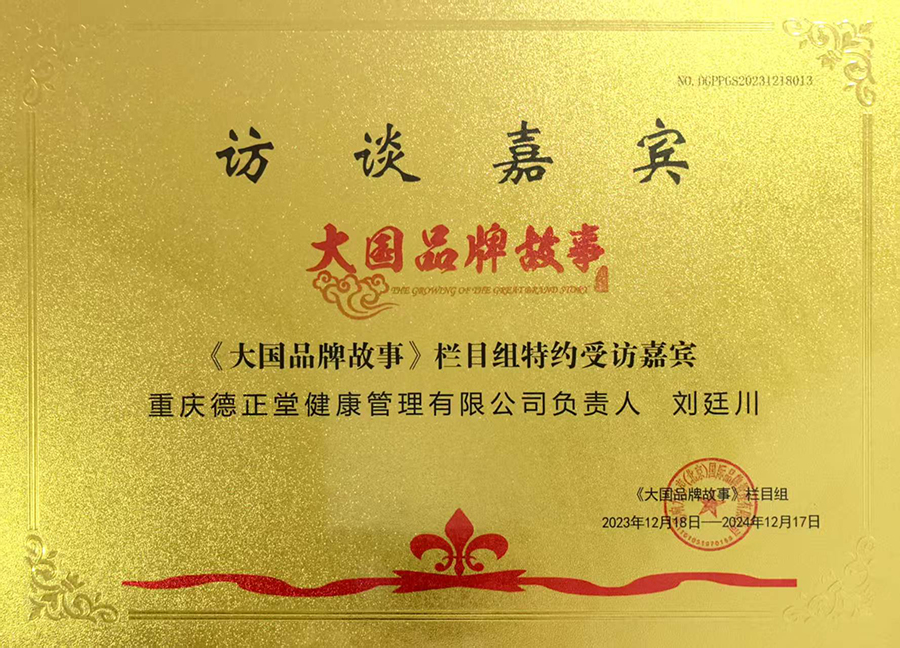 NO.DGPPGS20231218013
访谈嘉宾
大国品牌故事
THE GROWING OF THE GREAT BRAND STORY
《大国品牌故事》栏目组特约受访嘉宾
重庆德正堂健康管理有限公司负责人 刘廷川
《大国品牌故事》栏目组
2023年12月18日——2024年12月17日